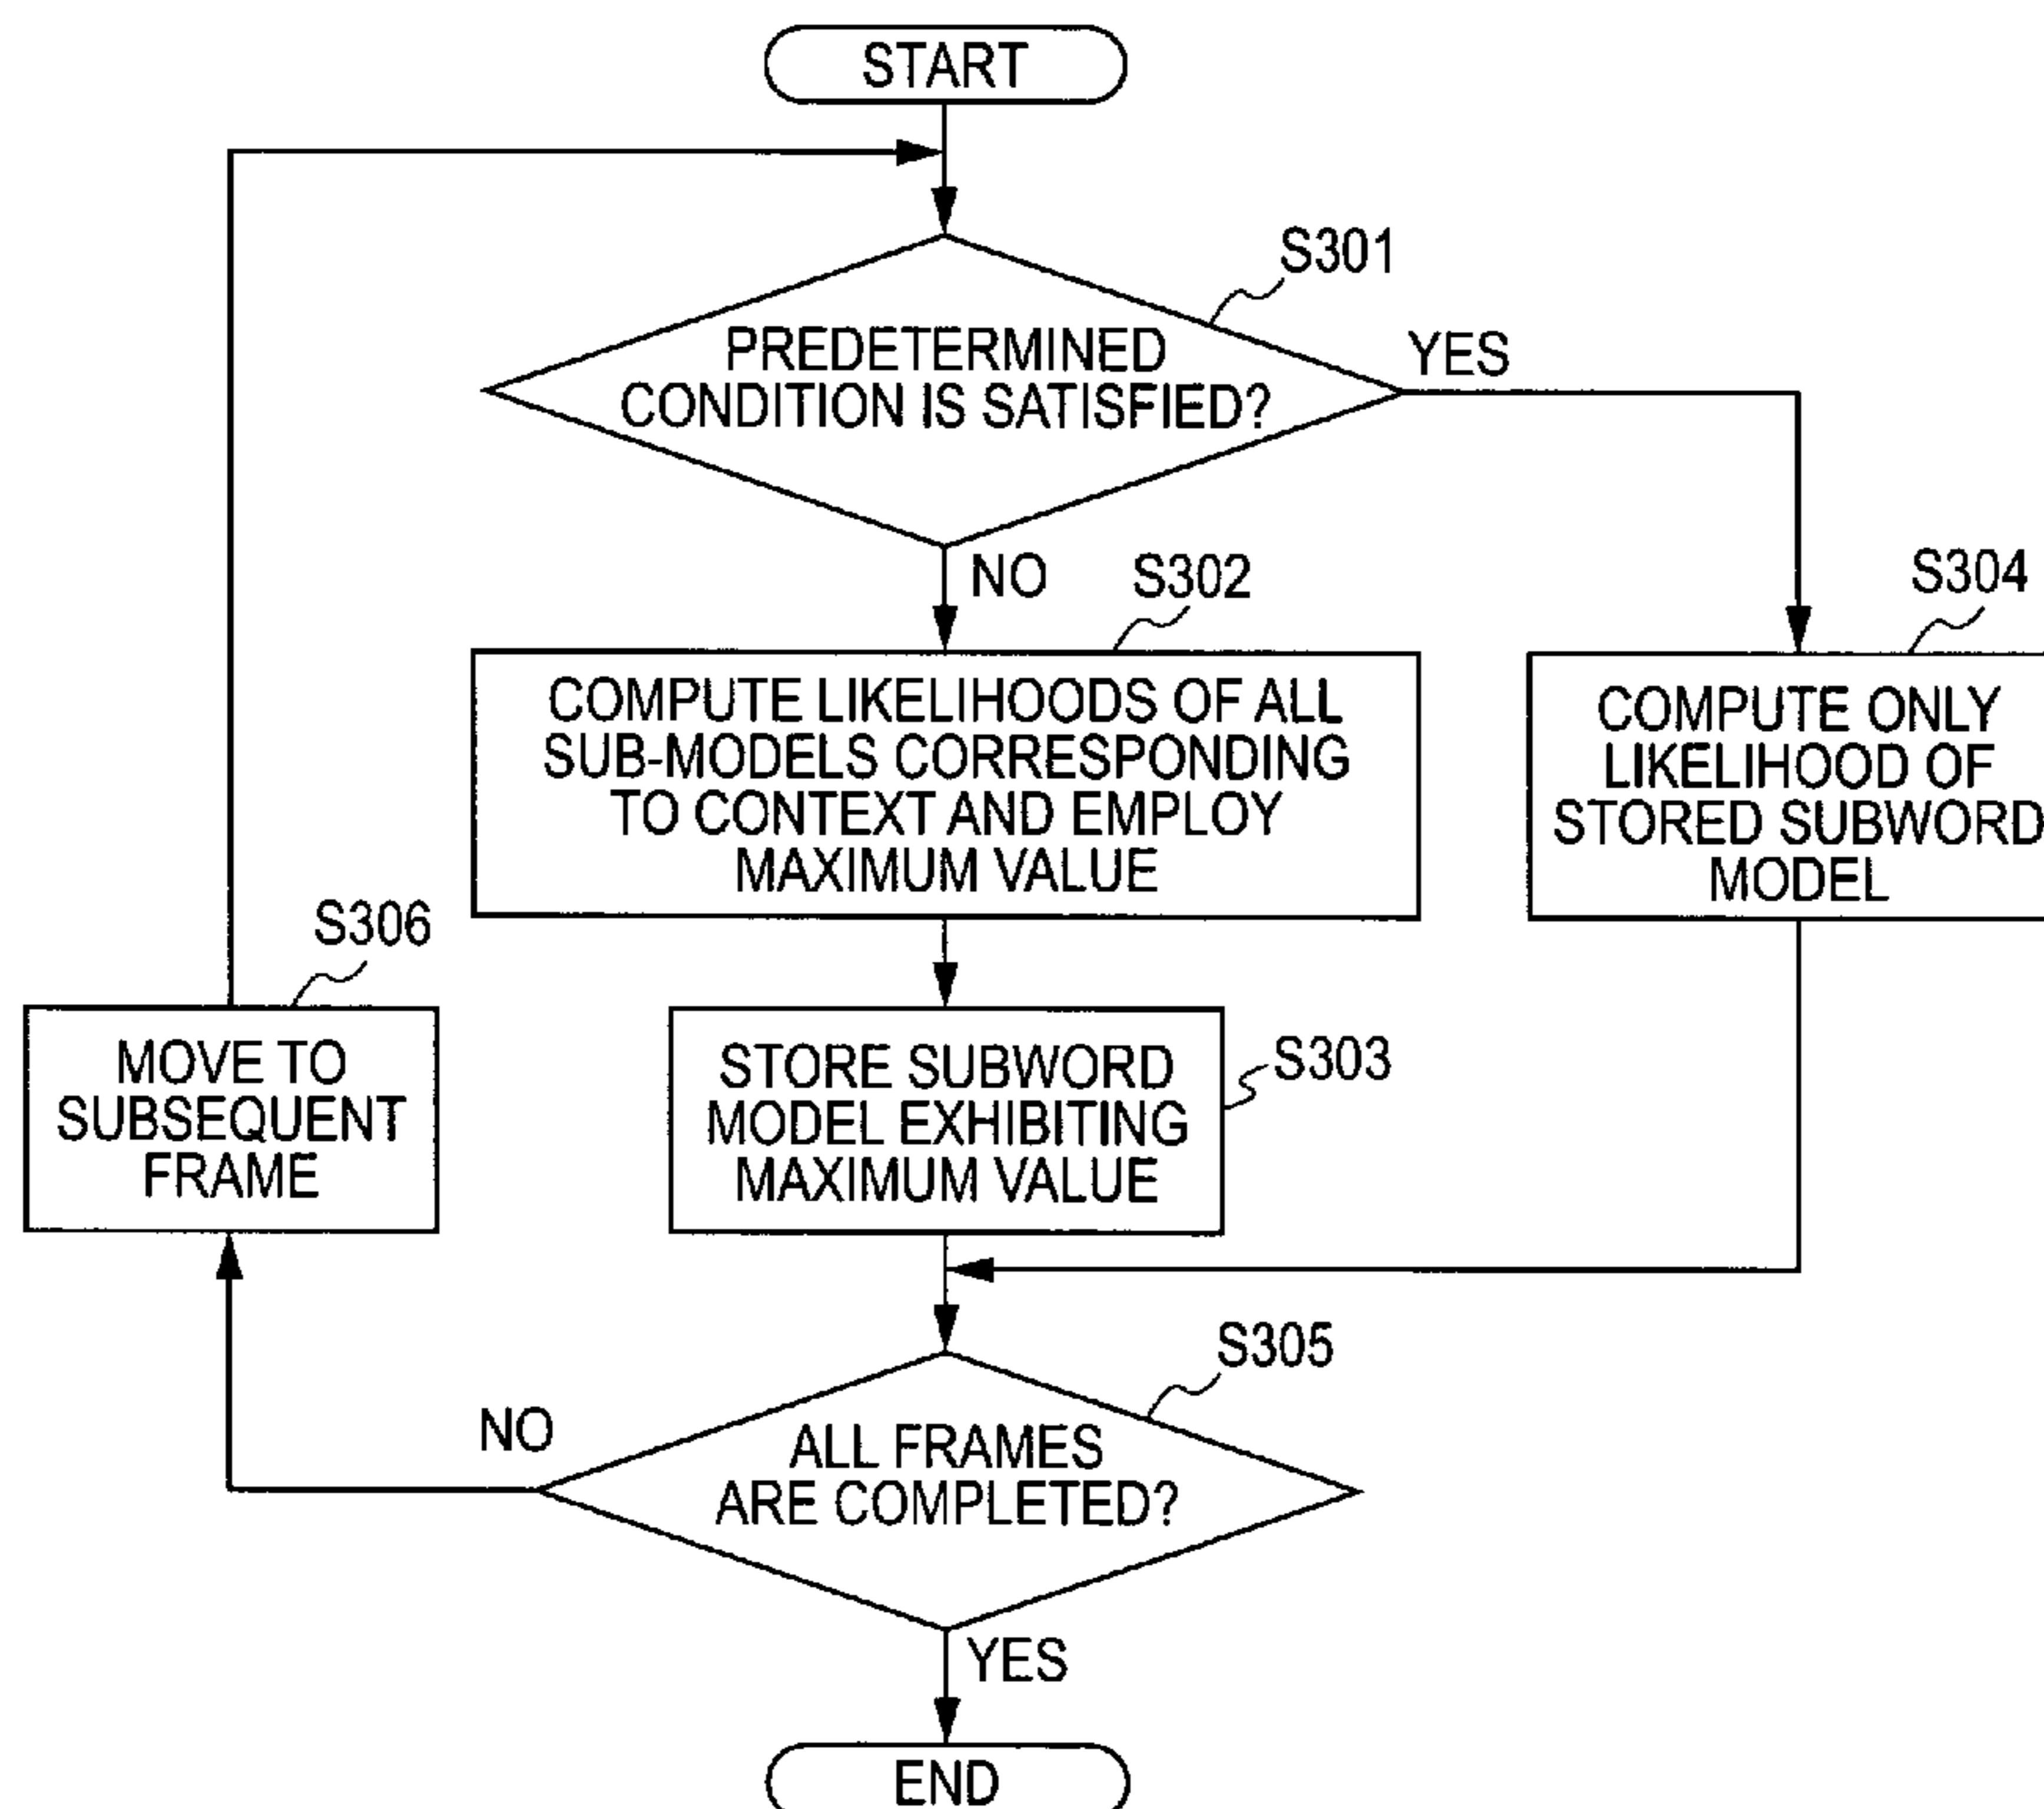 START
S301
PREDETERMINED
CONDITION IS SATISFIED?
YES
NO
S302
S304
COMPUTE LIKELIHOODS OF ALL
SUB-MODELS CORRESPONDING
TO CONTEXT AND EMPLOY
MAXIMUM VALUE
COMPUTE ONLY
LIKELIHOOD OF
STORED SUBWORD
MODEL
S306
MOVE TO
SUBSEQUENT
FRAME
STORE SUBWORD
MODEL EXHIBITING
MAXIMUM VALUE
S303
S305
NO
ALL FRAMES
ARE COMPLETED?
YES
END